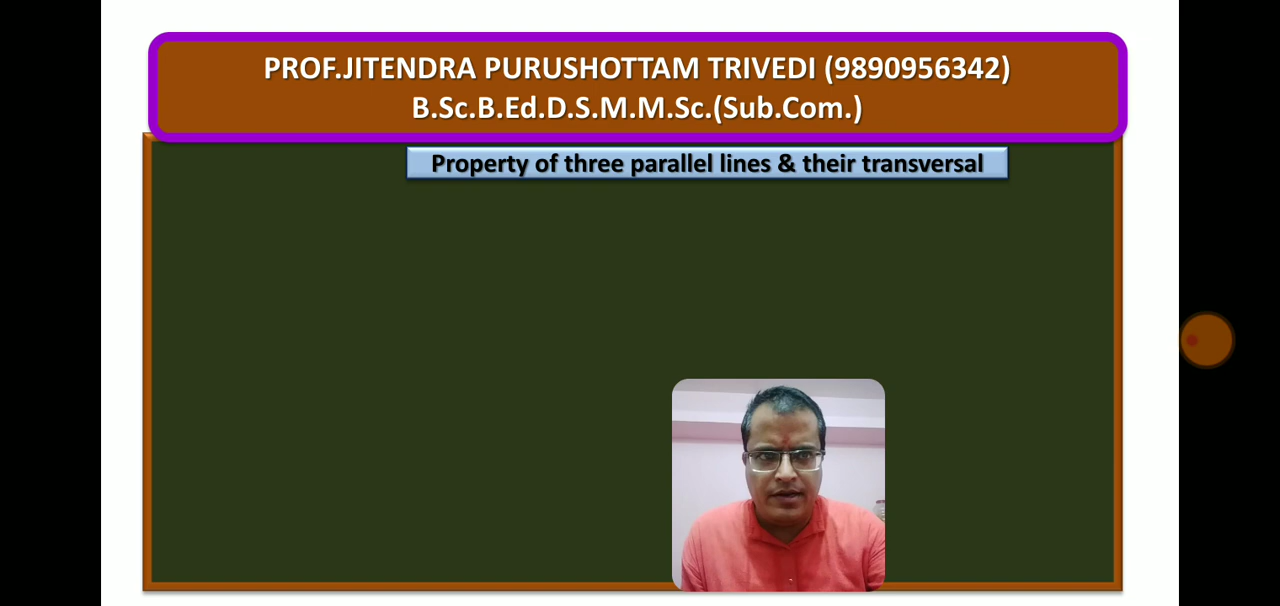 PROF.JITENDRA PURUSHOTTAM TRIVEDI (9890956342)
B.Sc.B.Ed.D.S.M.M.Sc.(Sub.Com.)
Property of three parallel lines & their transversal